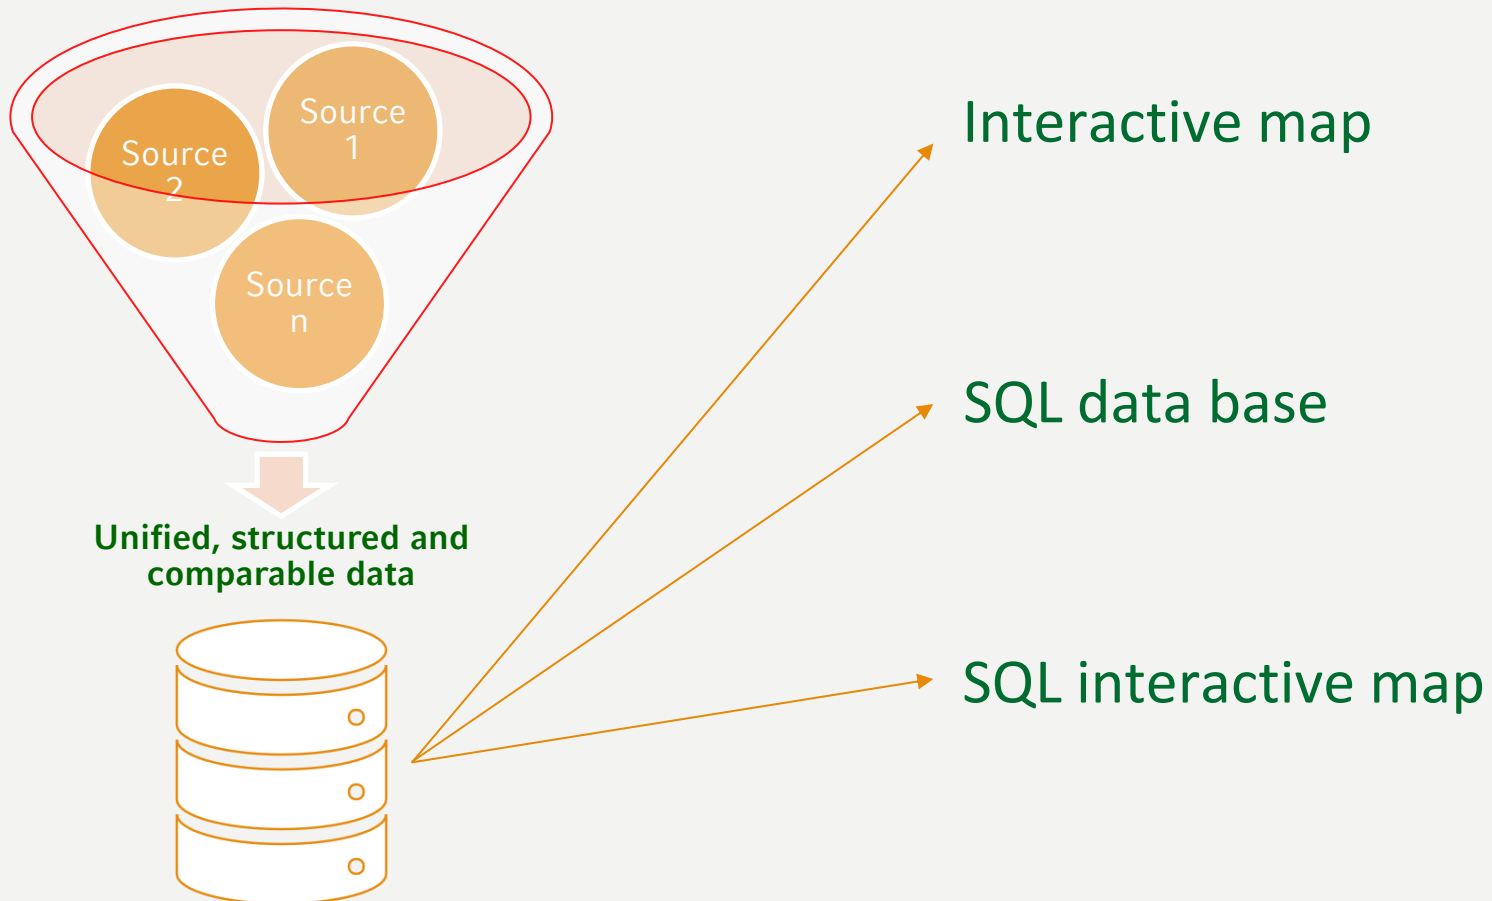 Source
1
Source
2
Source
n
Unified, structured and
comparable data
Interactive map
SQL data base
SQL interactive map